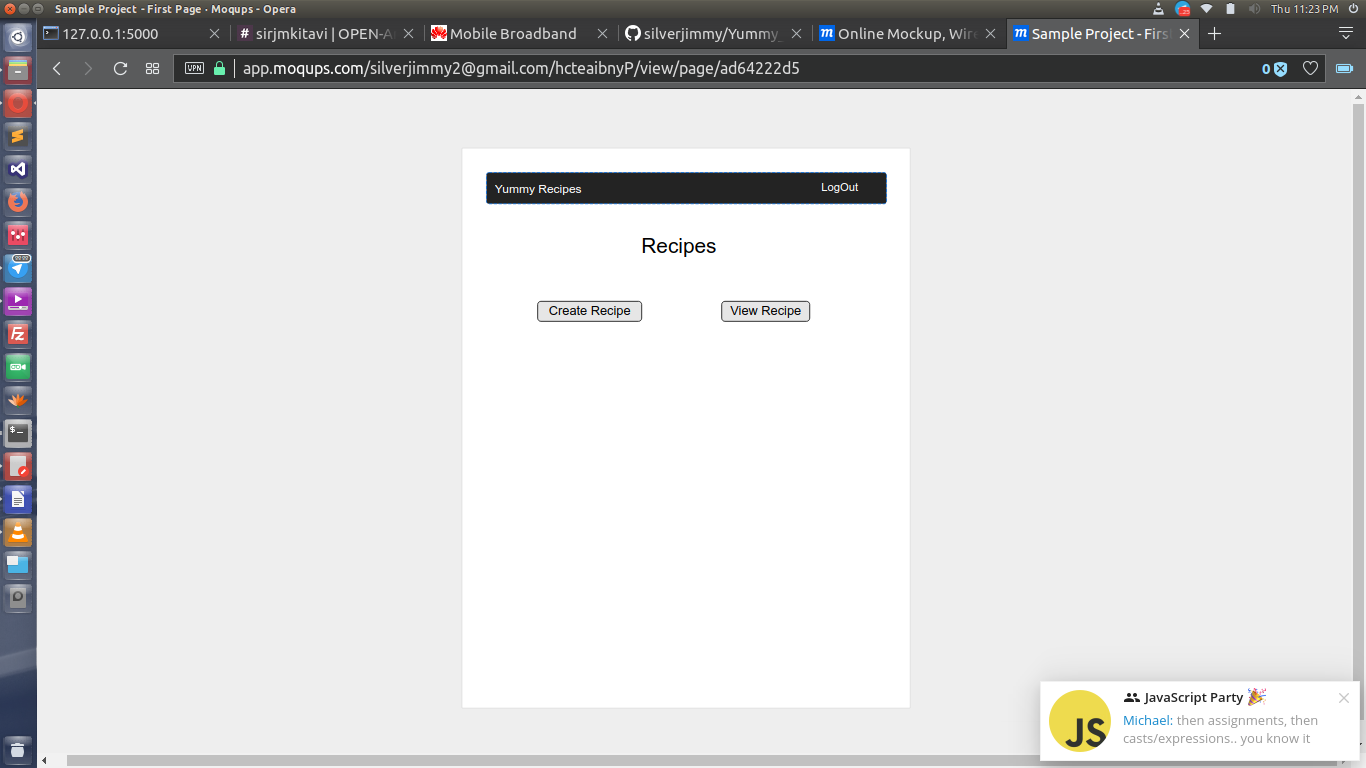 Sample Project - First Page · Moqups - Opera
Thu 11:23 PM
127.0.0.1:5000
# sirjmkitavi | OPEN-A
Mobile Broadband
silverjimmy/Yummy_
m Online Mockup, Wire
m Sample Project - Firs
VPN
app.moqups.com/silverjimmy2@gmail.com/hcteaibnyP/view/page/ad64222d5
0
Yummy Recipes
LogOut
Recipes
Create Recipe
View Recipe
Fz
$_
JS
JavaScript Party 🎉
Michael: then assignments, then
casts/expressions.. you know it